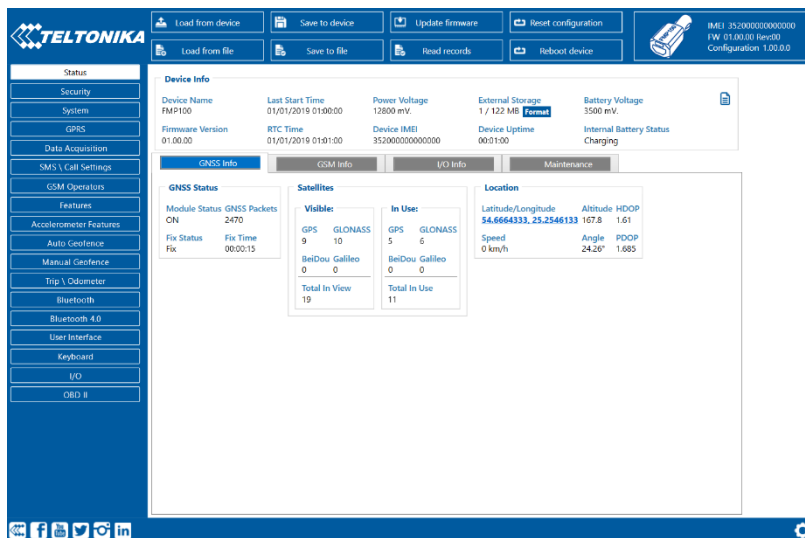 TELTONIKA
Load from device
Save to device
Update firmware
Reset configuration
Load from file
Save to file
Read records
Reboot device
IMEI 352000000000000
FW 01.00.00 Rev:00
Configuration 1.00.0.0
Status
Security
System
GPRS
Data Acquisition
SMS \ Call Settings
GSM Operators
Features
Accelerometer Features
Auto Geofence
Manual Geofence
Trip \ Odometer
Bluetooth
Bluetooth 4.0
User Interface
Keyboard
I/O
OBD II
Device Info
Device Name Last Start Time Power Voltage External Storage Battery Voltage
FMP100 01/01/2019 01:00:00 12800 mV. 1 / 122 MB Format 3500 mV.
Firmware Version RTC Time Device IMEI Device Uptime Internal Battery Status
01.00.00 01/01/2019 01:01:00 352000000000000 00:01:00 Charging
GNSS Info GSM Info I/O Info Maintenance
GNSS Status
Module Status GNSS Packets
ON 2470
Fix Status Fix Time
Fix 00:00:15
Satellites
Visible:
GPS GLONASS
9 10
BeiDou Galileo
0 0
Total In View
19
In Use:
GPS GLONASS
5 6
BeiDou Galileo
0 0
Total In Use
11
Location
Latitude/Longitude Altitude HDOP
54.6664333, 25.2546133 167.8 1.61
Speed Angle PDOP
0 km/h 24.26° 1.685